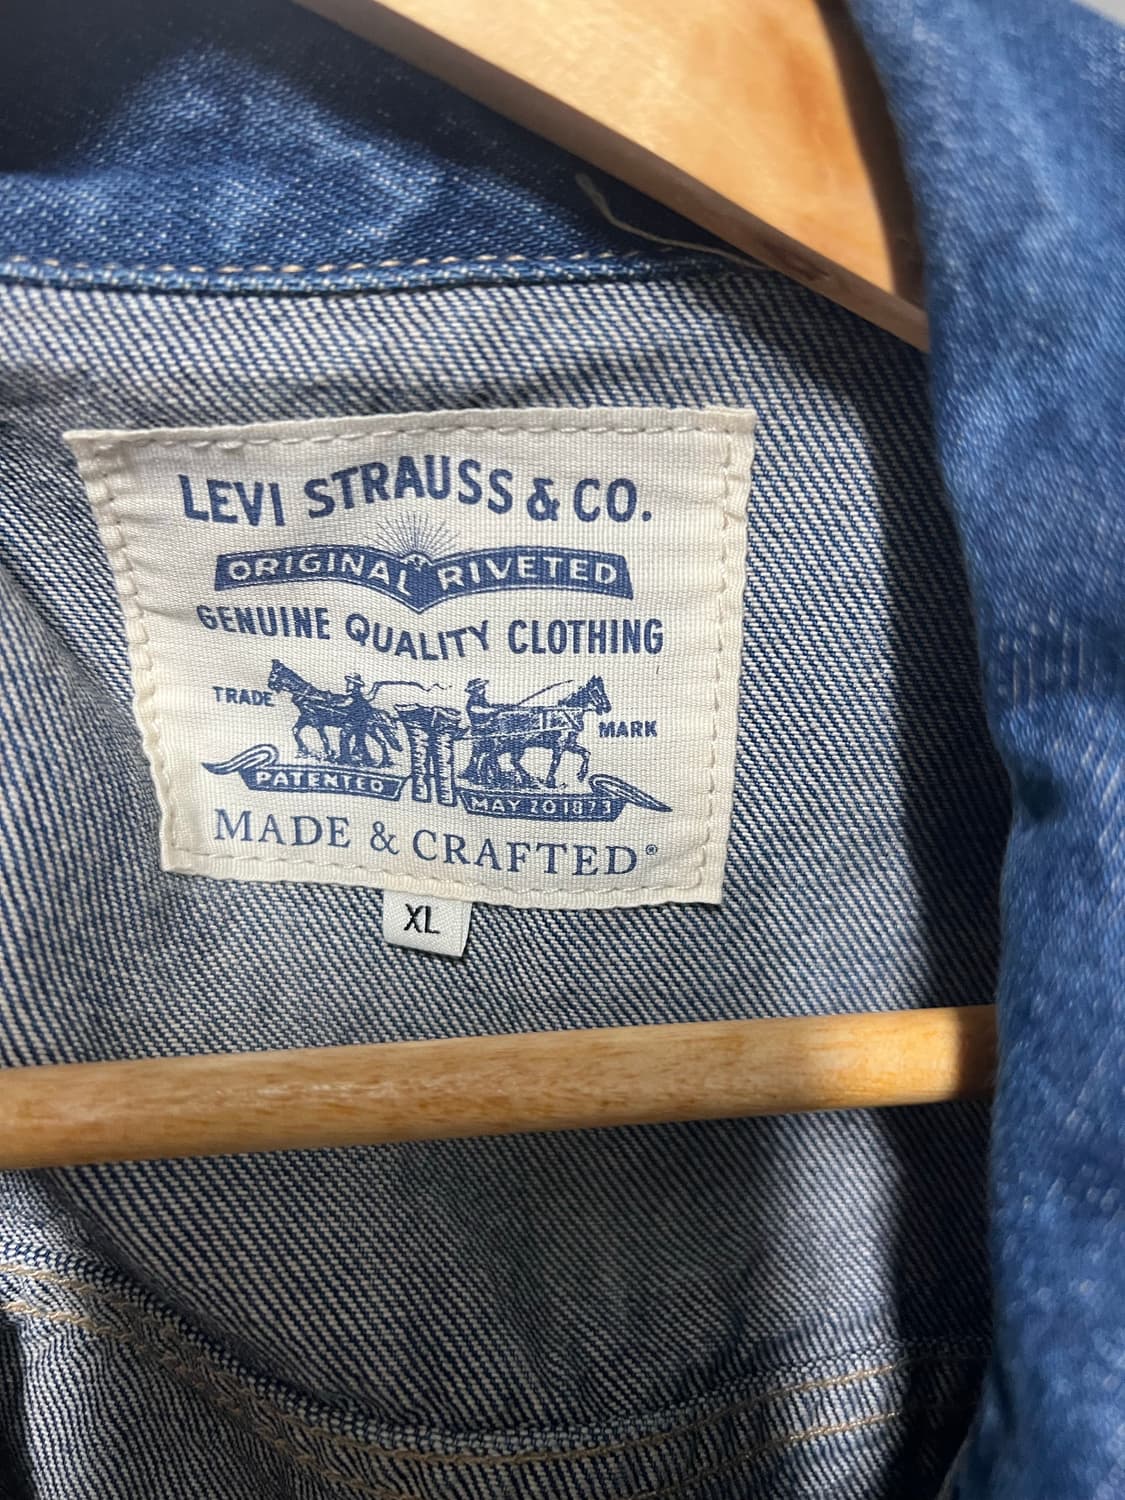 LEVI STRAUSS & CO.
ORIGINAL RIVETED
GENUINE QUALITY CLOTHING
TRADE MARK
PATENTED MAY 20 1873
MADE & CRAFTED®
XL